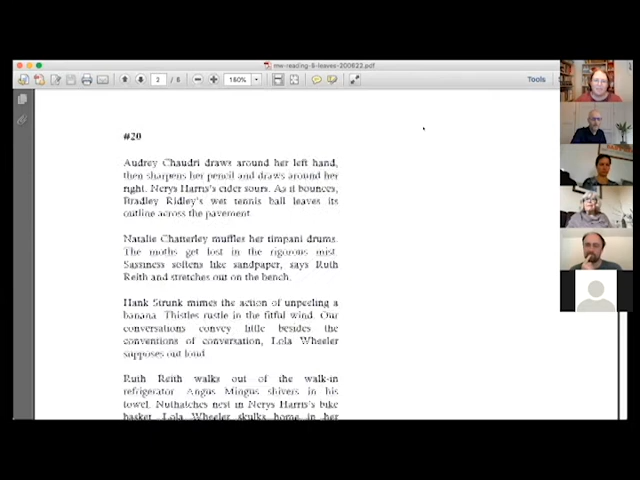 mw-reading-6-leaves-200622.pdf
2 / 6
160%
Tools
#20
Audrey Chaudri draws around her left hand,
then sharpens her pencil and draws around her
right. Nerys Harris's cider sours. As it bounces,
Bradley Ridley's wet tennis ball leaves its
outline across the pavement.
Natalie Chatterley muffles her timpani drums.
The moths get lost in the rigorous mist.
Sassiness softens like sandpaper, says Ruth
Reith and stretches out on the bench.
Hank Strunk mimes the action of unpeeling a
banana. Thistles rustle in the fitful wind. Our
conversations convey little besides the
conventions of conversation, Lola Wheeler
supposes out loud.
Ruth Reith walks out of the walk-in
refrigerator. Angus Mingus shivers in his
towel. Nuthatches nest in Nerys Harris's bike
basket. Lola Wheeler skulks home in her